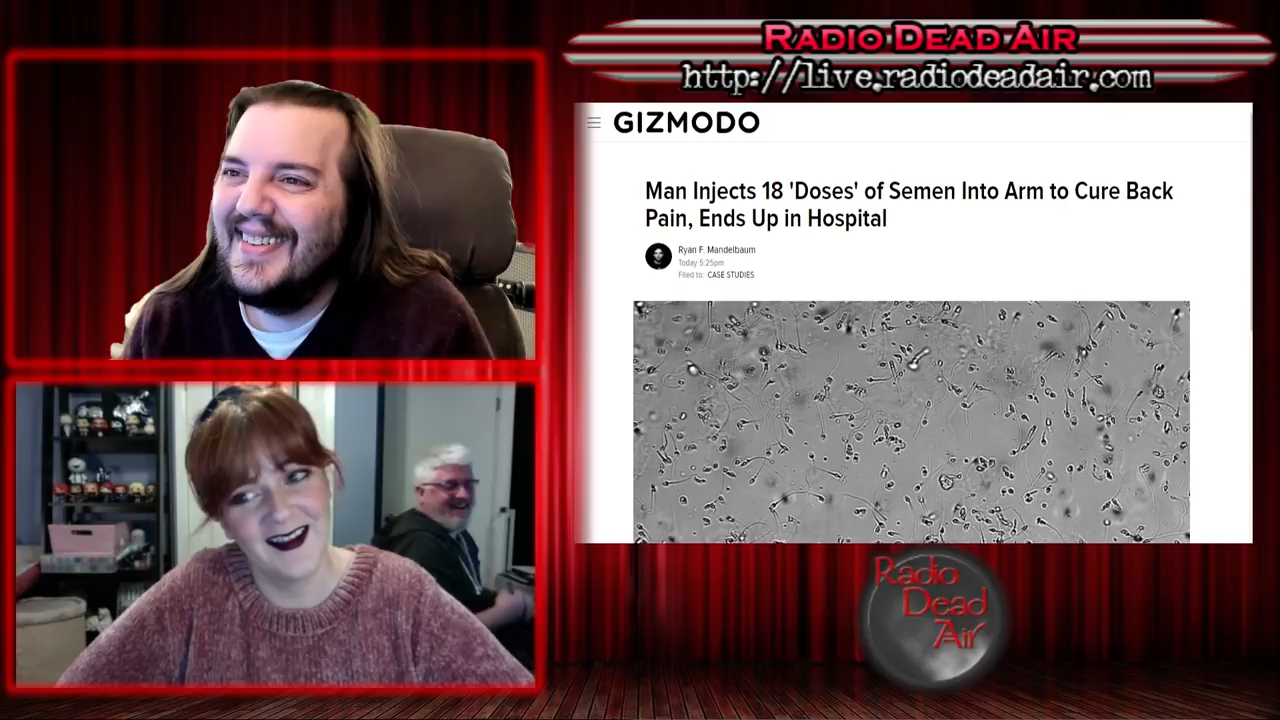 RADIO DEAD AIR
http://live.radiodeadair.com
GIZMODO
Man Injects 18 'Doses' of Semen Into Arm to Cure Back
Pain, Ends Up in Hospital
Ryan F. Mandelbaum
Today 5:25pm
Filed to: CASE STUDIES
Radio
Dead
Air